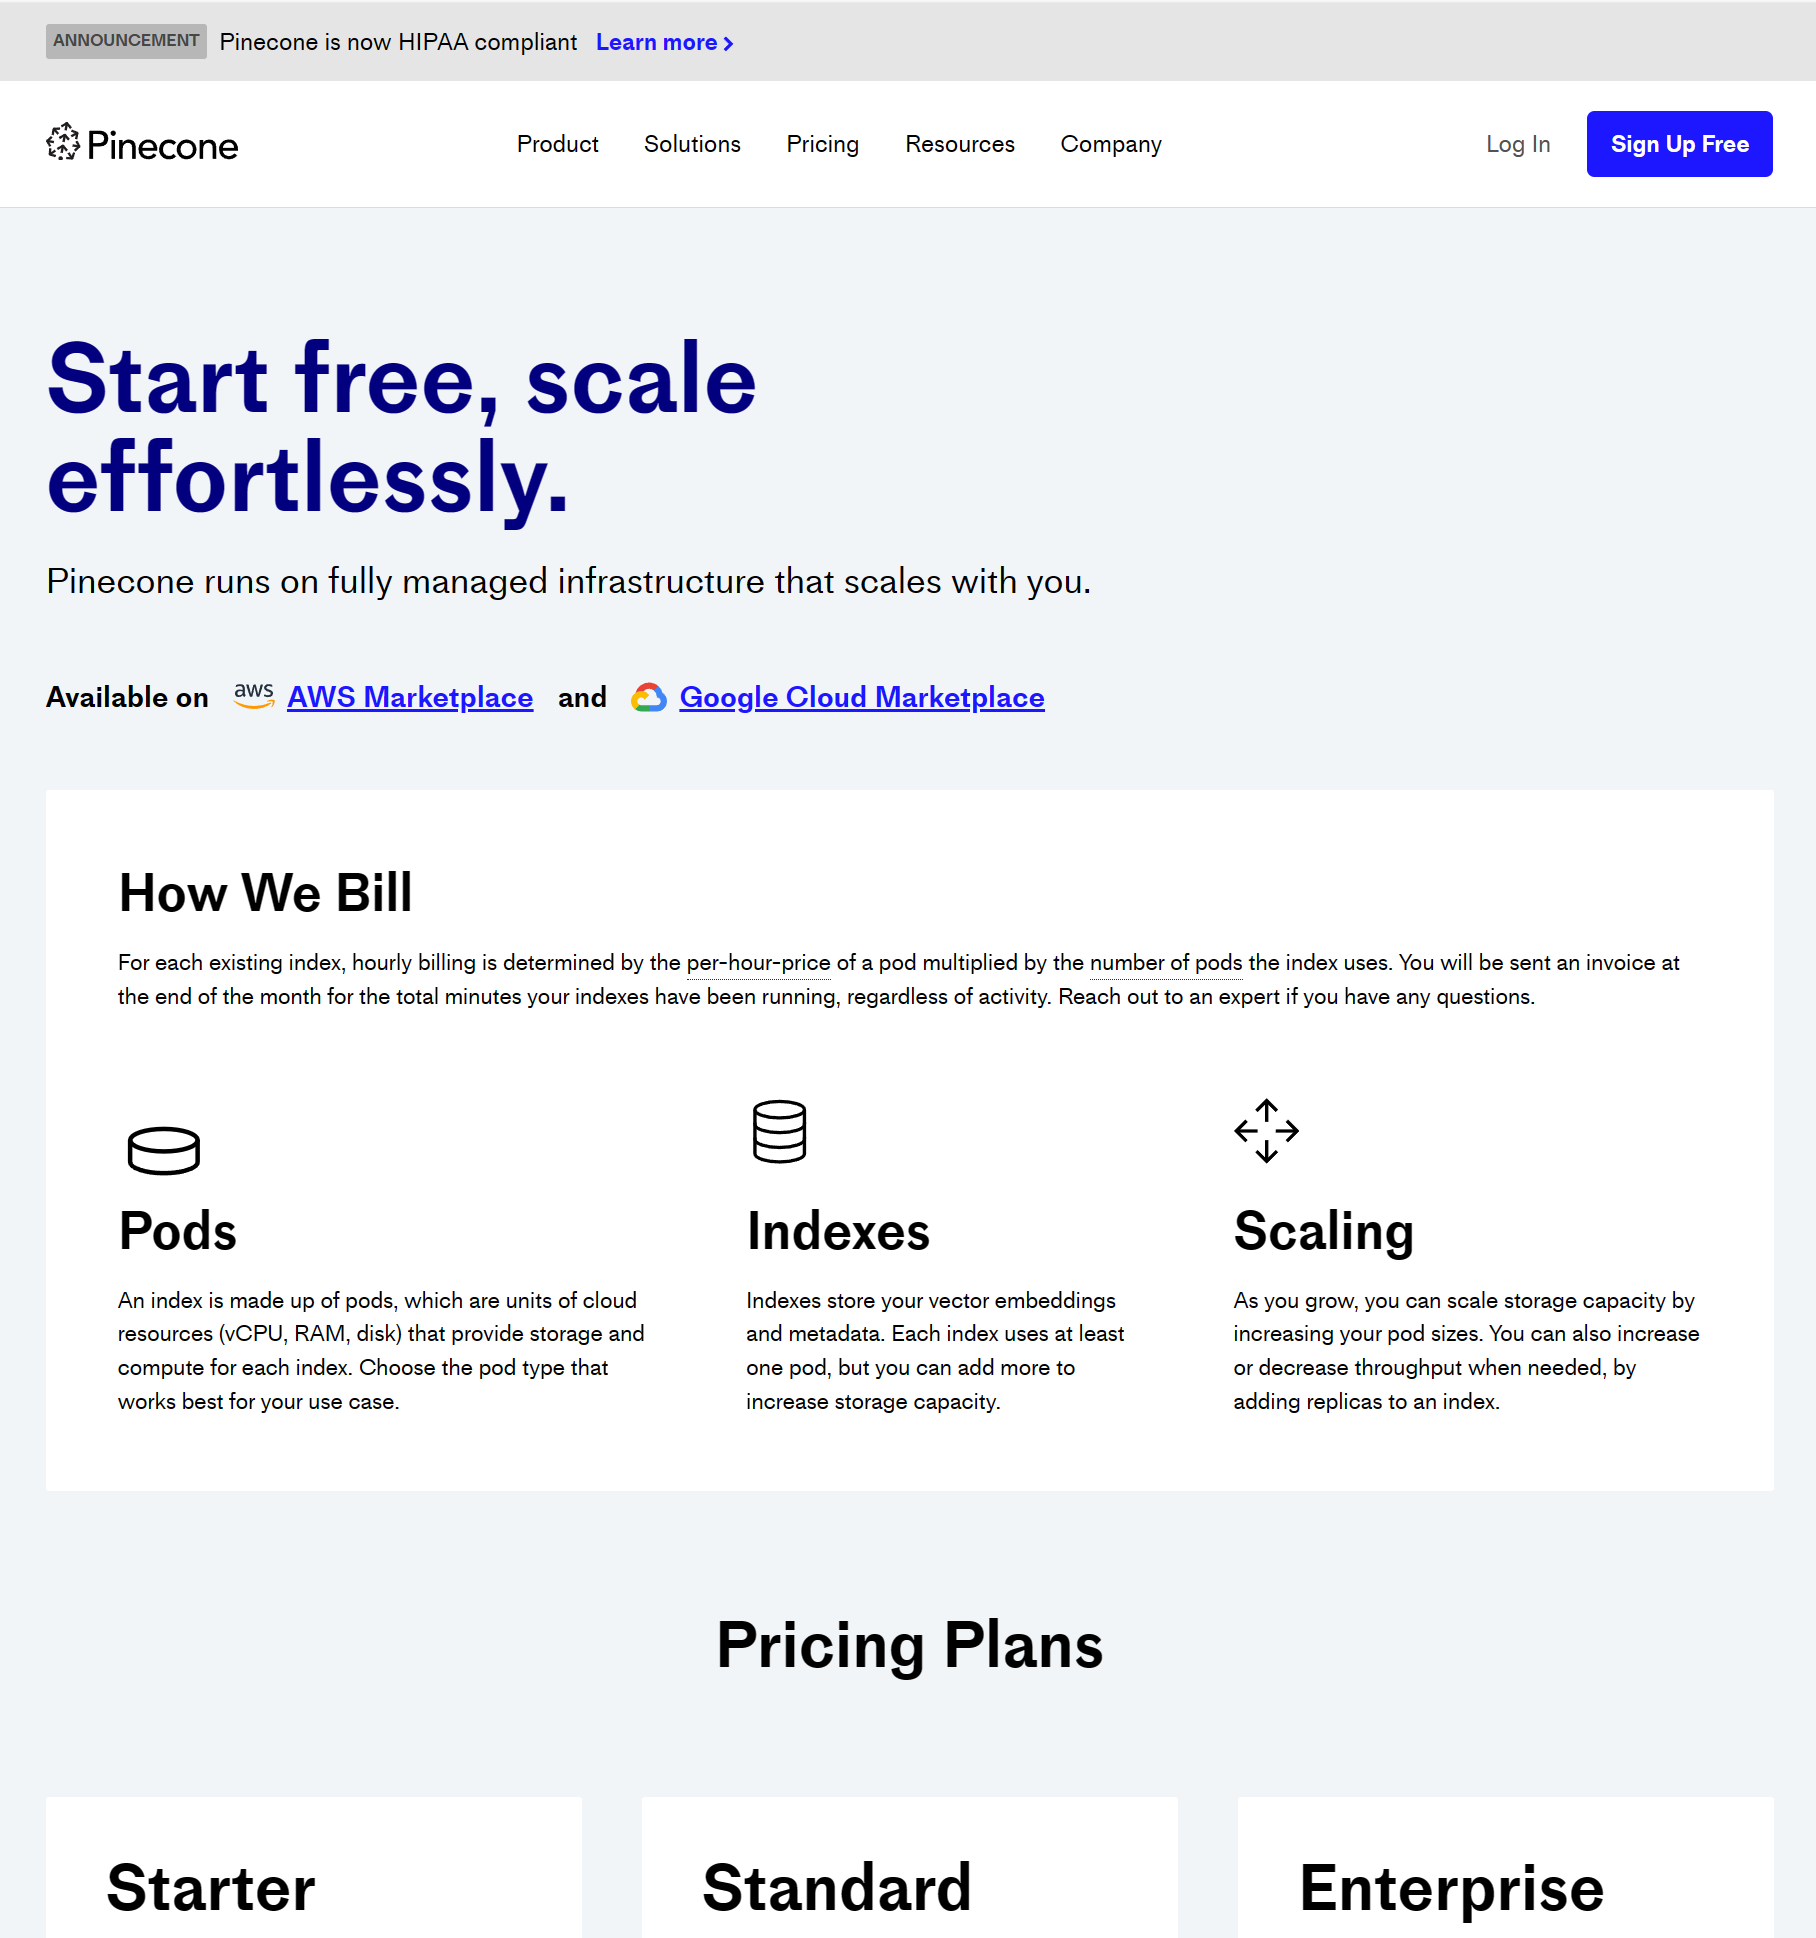 ANNOUNCEMENT Pinecone is now HIPAA compliant Learn more
Pinecone Product Solutions Pricing Resources Company Log In Sign Up Free
Start free, scale
effortlessly.
Pinecone runs on fully managed infrastructure that scales with you.
Available on aws AWS Marketplace and Google Cloud Marketplace
How We Bill
For each existing index, hourly billing is determined by the per-hour-price of a pod multiplied by the number of pods the index uses. You will be sent an invoice at
the end of the month for the total minutes your indexes have been running, regardless of activity. Reach out to an expert if you have any questions.
Pods
An index is made up of pods, which are units of cloud
resources (vCPU, RAM, disk) that provide storage and
compute for each index. Choose the pod type that
works best for your use case.
Indexes
Indexes store your vector embeddings
and metadata. Each index uses at least
one pod, but you can add more to
increase storage capacity.
Scaling
As you grow, you can scale storage capacity by
increasing your pod sizes. You can also increase
or decrease throughput when needed, by
adding replicas to an index.
Pricing Plans
Starter
Standard
Enterprise